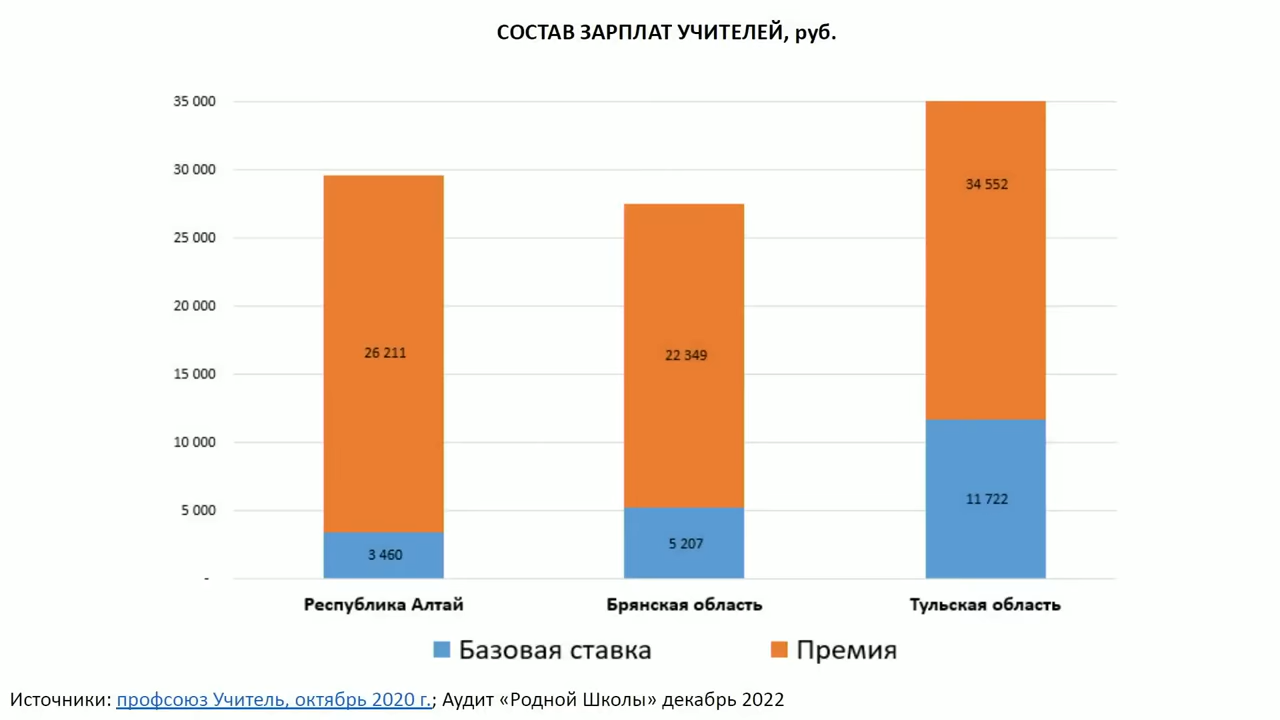 СОСТАВ ЗАРПЛАТ УЧИТЕЛЕЙ, руб.
35 000
30 000
25 000
20 000
15 000
10 000
5 000
-
26 211
3 460
22 349
5 207
34 552
11 722
Республика Алтай
Брянская область
Тульская область
Базовая ставка
Премия
Источники: профсоюз Учитель, октябрь 2020 г.; Аудит «Родной Школы» декабрь 2022